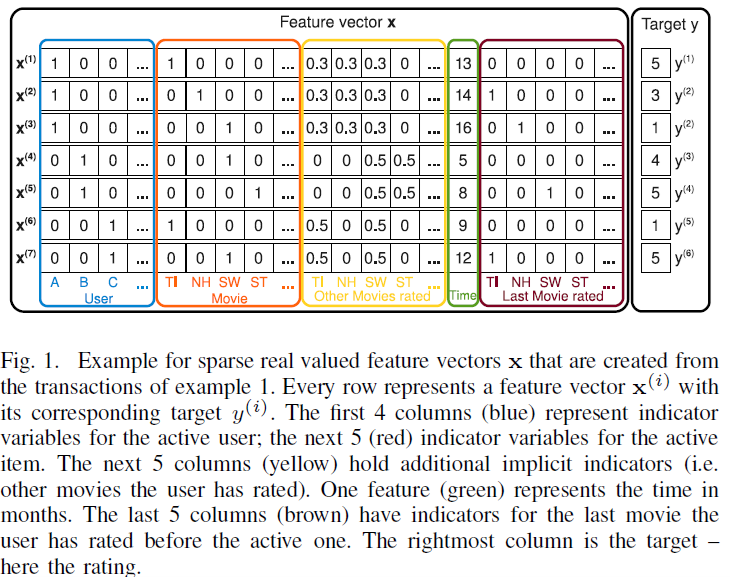 Feature vector x Target y
x(1) 1 0 0 ... 1 0 0 0 ... 0.3 0.3 0.3 0 ... 13 0 0 0 0 ... 5 y(1)
x(2) 1 0 0 ... 0 1 0 0 ... 0.3 0.3 0.3 0 ... 14 1 0 0 0 ... 3 y(2)
x(3) 1 0 0 ... 0 0 1 0 ... 0.3 0.3 0.3 0 ... 16 0 1 0 0 ... 1 y(2)
x(4) 0 1 0 ... 0 0 1 0 ... 0 0 0.5 0.5 ... 5 0 0 0 0 ... 4 y(3)
x(5) 0 1 0 ... 0 0 0 1 ... 0 0 0.5 0.5 ... 8 0 0 1 0 ... 5 y(4)
x(6) 0 0 1 ... 1 0 0 0 ... 0.5 0 0.5 0 ... 9 0 0 0 0 ... 1 y(5)
x(7) 0 0 1 ... 0 0 1 0 ... 0.5 0 0.5 0 ... 12 1 0 0 0 ... 5 y(6)
A B C ... TI NH SW ST ... TI NH SW ST ... TI NH SW ST ...
User Movie Other Movies rated Time Last Movie rated
Fig. 1. Example for sparse real valued feature vectors x that are created from
the transactions of example 1. Every row represents a feature vector x(i) with
its corresponding target y(i). The first 4 columns (blue) represent indicator
variables for the active user; the next 5 (red) indicator variables for the active
item. The next 5 columns (yellow) hold additional implicit indicators (i.e.
other movies the user has rated). One feature (green) represents the time in
months. The last 5 columns (brown) have indicators for the last movie the
user has rated before the active one. The rightmost column is the target –
here the rating.